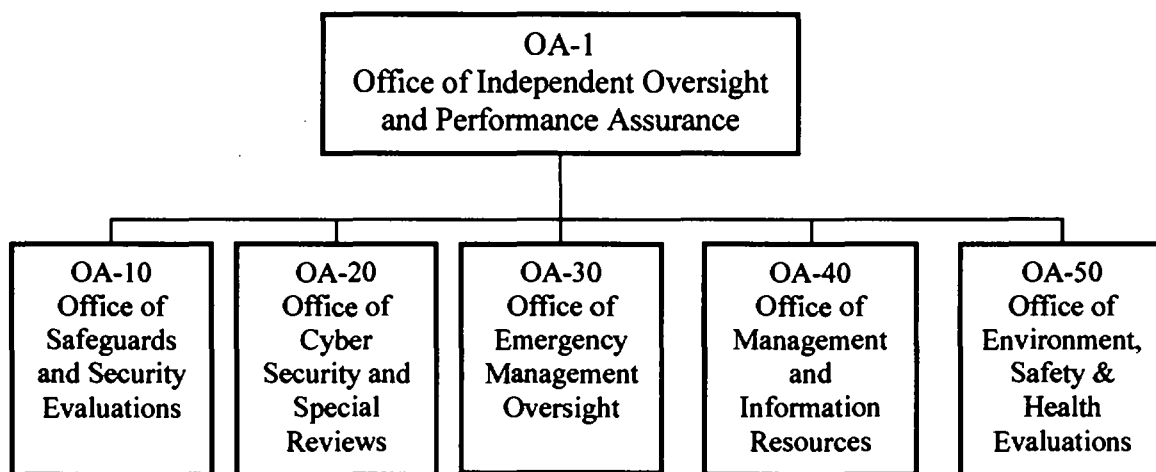 OA-1
Office of Independent Oversight
and Performance Assurance
OA-10
Office of
Safeguards
and Security
Evaluations
OA-20
Office of
Cyber
Security and
Special
Reviews
OA-30
Office of
Emergency
Management
Oversight
OA-40
Office of
Management
and
Information
Resources
OA-50
Office of
Environment,
Safety &
Health
Evaluations